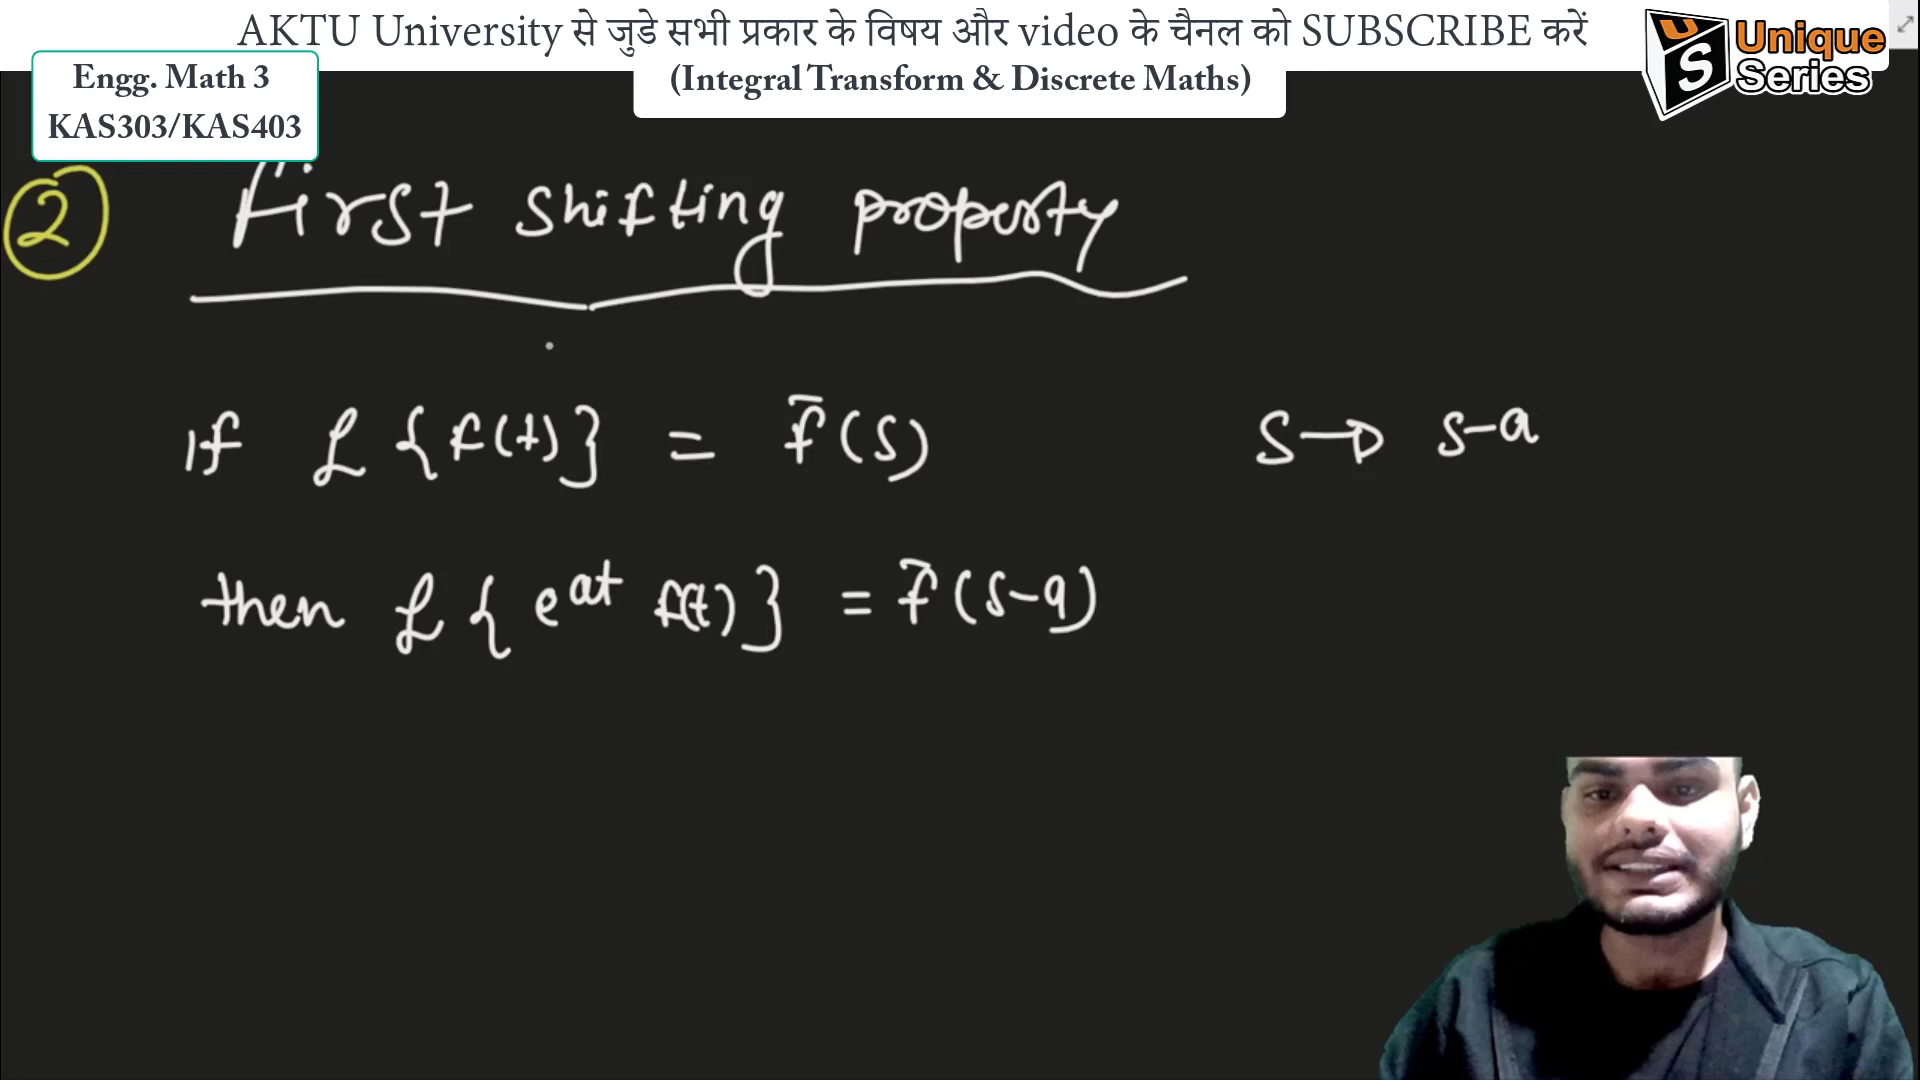 AKTU University से जुडे सभी प्रकार के विषय और video के चैनल को SUBSCRIBE करें
US Unique Series
Engg. Math 3
KAS303/KAS403
(Integral Transform & Discrete Maths)
② First shifting property
If £ {f(t)} = f̄(s)
s→ s-a
then £ { e^at f(t) } = f̄(s-a)